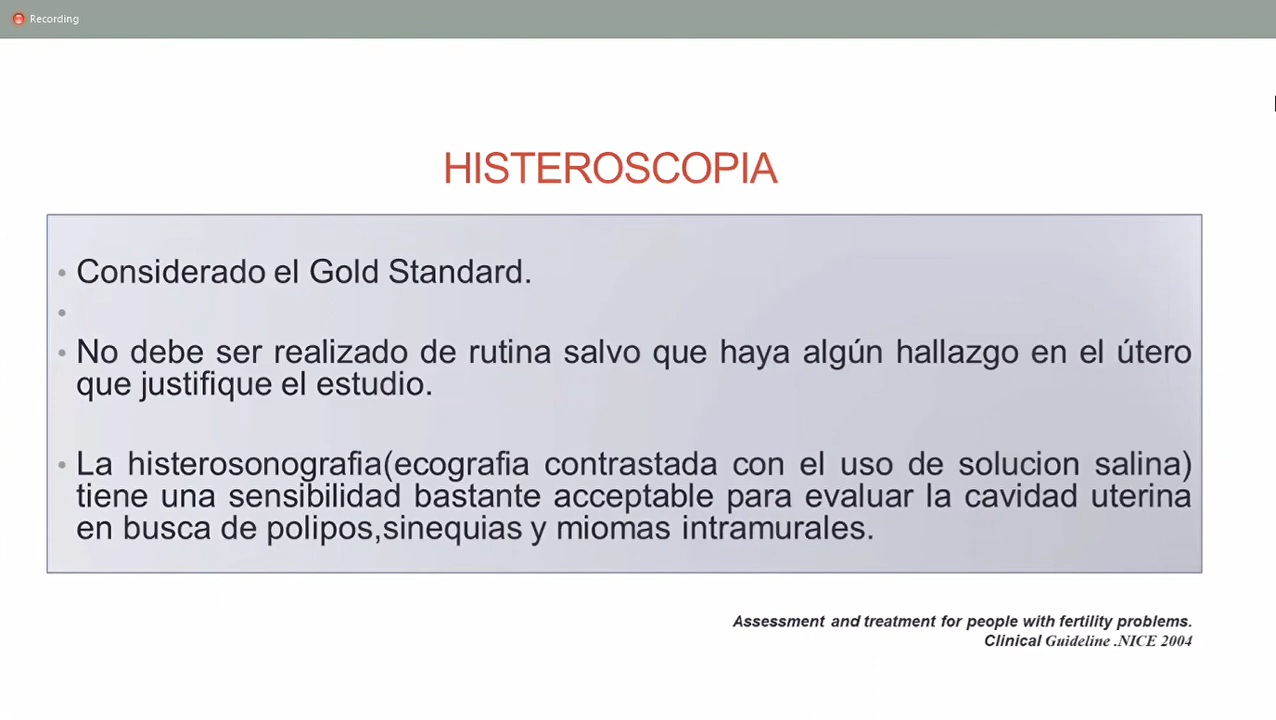 Recording
HISTEROSCOPIA
• Considerado el Gold Standard.
•
• No debe ser realizado de rutina salvo que haya algún hallazgo en el útero
que justifique el estudio.
• La histerosonografia(ecografia contrastada con el uso de solucion salina)
tiene una sensibilidad bastante acceptable para evaluar la cavidad uterina
en busca de polipos,sinequias y miomas intramurales.
Assessment and treatment for people with fertility problems.
Clinical Guideline .NICE 2004